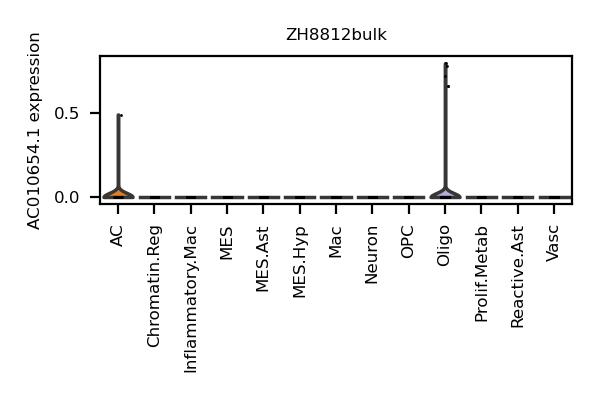 ZH8812bulk
AC010654.1 expression
0.5
0.0
AC
Chromatin.Reg
Inflammatory.Mac
MES
MES.Ast
MES.Hyp
Mac
Neuron
OPC
Oligo
Prolif.Metab
Reactive.Ast
Vasc